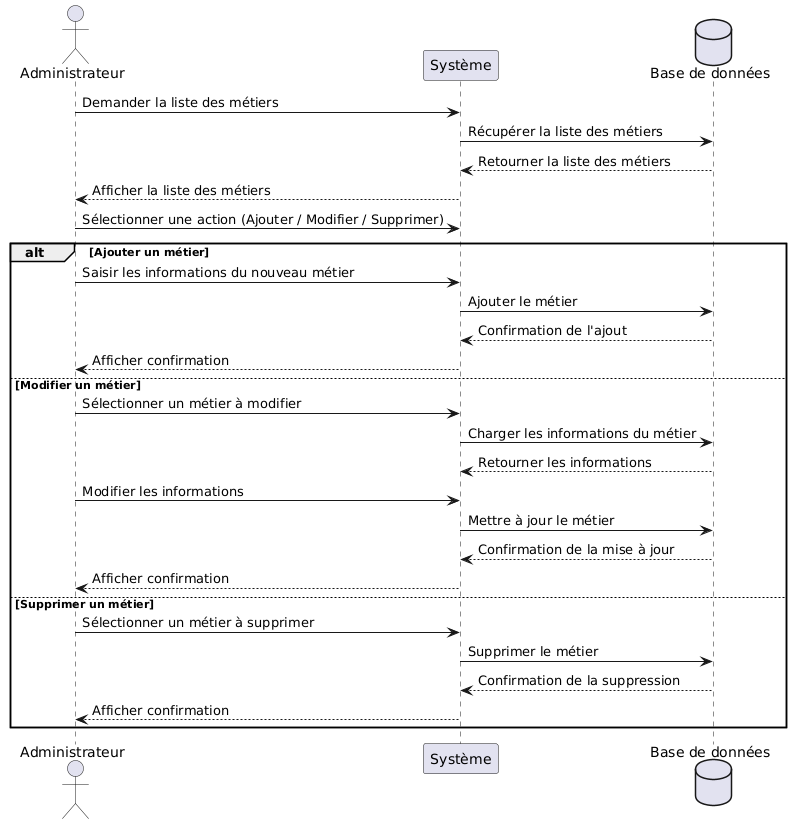 Administrateur
Système
Base de données
Demander la liste des métiers
Récupérer la liste des métiers
Retourner la liste des métiers
Afficher la liste des métiers
Sélectionner une action (Ajouter / Modifier / Supprimer)
alt
[Ajouter un métier]
Saisir les informations du nouveau métier
Ajouter le métier
Confirmation de l'ajout
Afficher confirmation
[Modifier un métier]
Sélectionner un métier à modifier
Charger les informations du métier
Retourner les informations
Modifier les informations
Mettre à jour le métier
Confirmation de la mise à jour
Afficher confirmation
[Supprimer un métier]
Sélectionner un métier à supprimer
Supprimer le métier
Confirmation de la suppression
Afficher confirmation
Administrateur
Système
Base de données